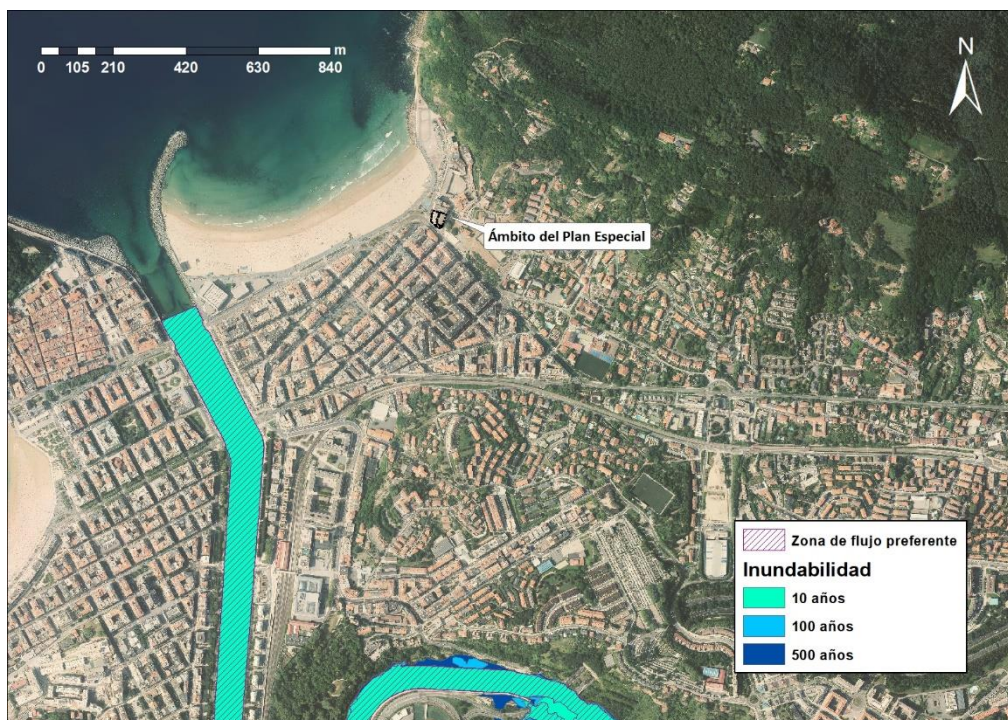 m
0 105 210 420 630 840
N
Ámbito del Plan Especial
Zona de flujo preferente
Inundabilidad
10 años
100 años
500 años